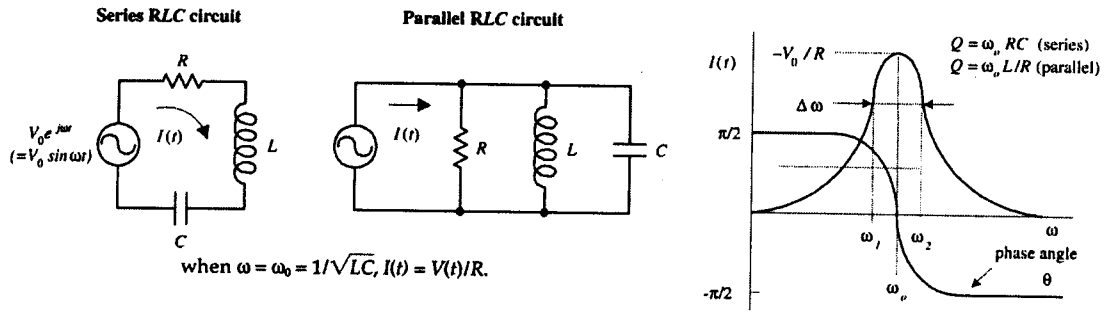 Series RLC circuit
R
V₀e^jωt
(=V₀ sin ωt)
I(t)
L
C
Parallel RLC circuit
I(t)
R
L
C
when ω = ω₀ = 1/√LC, I(t) = V(t)/R.
I(t)
-V₀/R
Q = ω₀ RC (series)
Q = ω₀ L/R (parallel)
Δω
π/2
ω₁
ω₂
ω
phase angle
θ
-π/2
ω₀